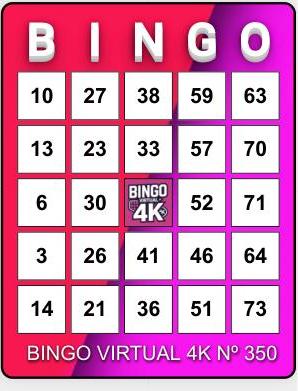 B I N G O
10 27 38 59 63
13 23 33 57 70
6 30 BINGO VIRTUAL 4K 52 71
3 26 41 46 64
14 21 36 51 73
BINGO VIRTUAL 4K Nº 350